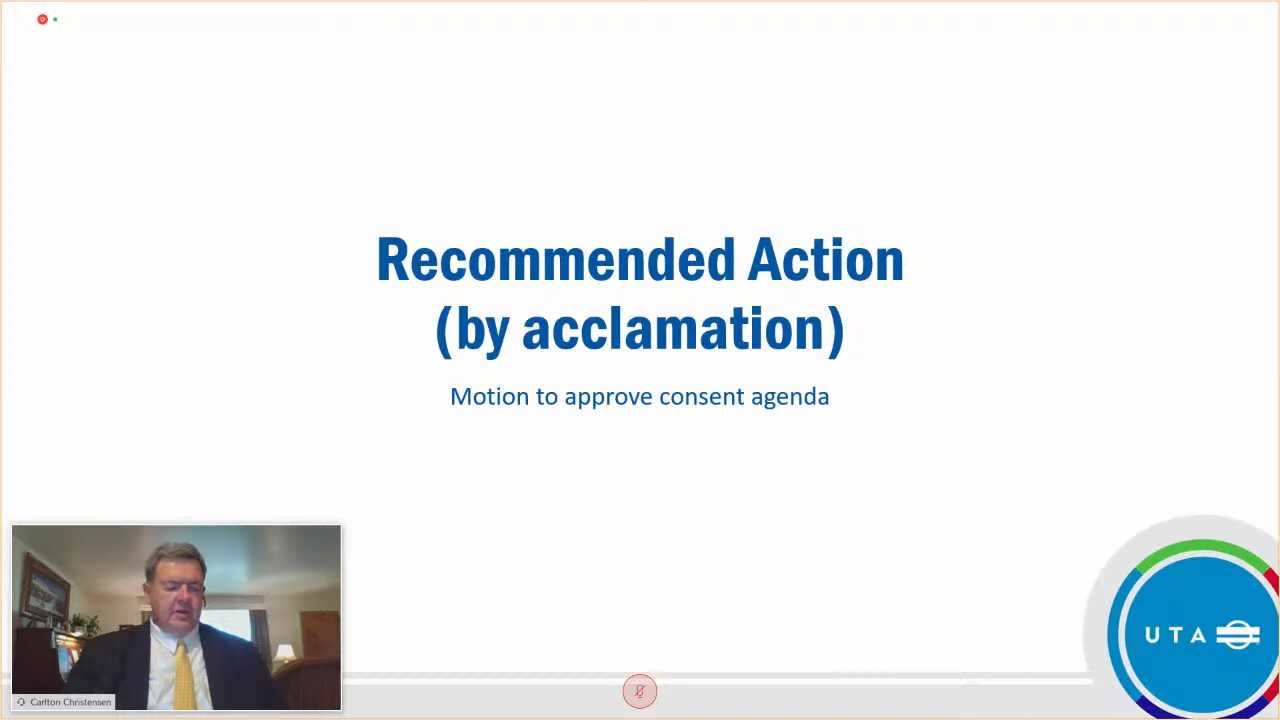 Recommended Action
(by acclamation)
Motion to approve consent agenda
UTA
Carlton Christensen